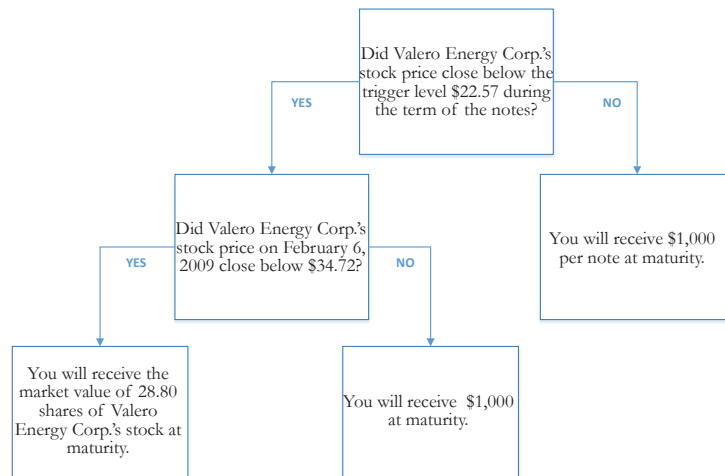 Did Valero Energy Corp.'s
stock price close below the
trigger level $22.57 during
the term of the notes?
YES
NO
Did Valero Energy Corp.'s
stock price on February 6,
2009 close below $34.72?
You will receive $1,000
per note at maturity.
YES
NO
You will receive the
market value of 28.80
shares of Valero
Energy Corp.'s stock at
maturity.
You will receive $1,000
at maturity.